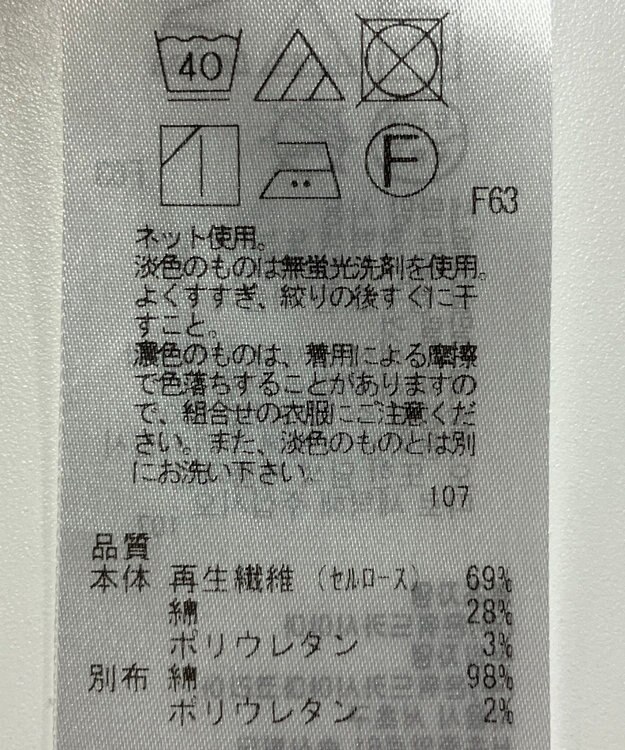 40
F
F63
ネット使用。
淡色のものは無蛍光洗剤を使用。
よくすすぎ、絞りの後すぐに干
すこと。
濃色のものは、着用による摩擦
で色落ちすることがありますの
で、組合せの衣服にご注意くだ
さい。また、淡色のものとは別
にお洗い下さい。
107
品質
本体 再生繊維 (セルロース) 69%
綿 28%
ポリウレタン 3%
別布 綿 98%
ポリウレタン 2%